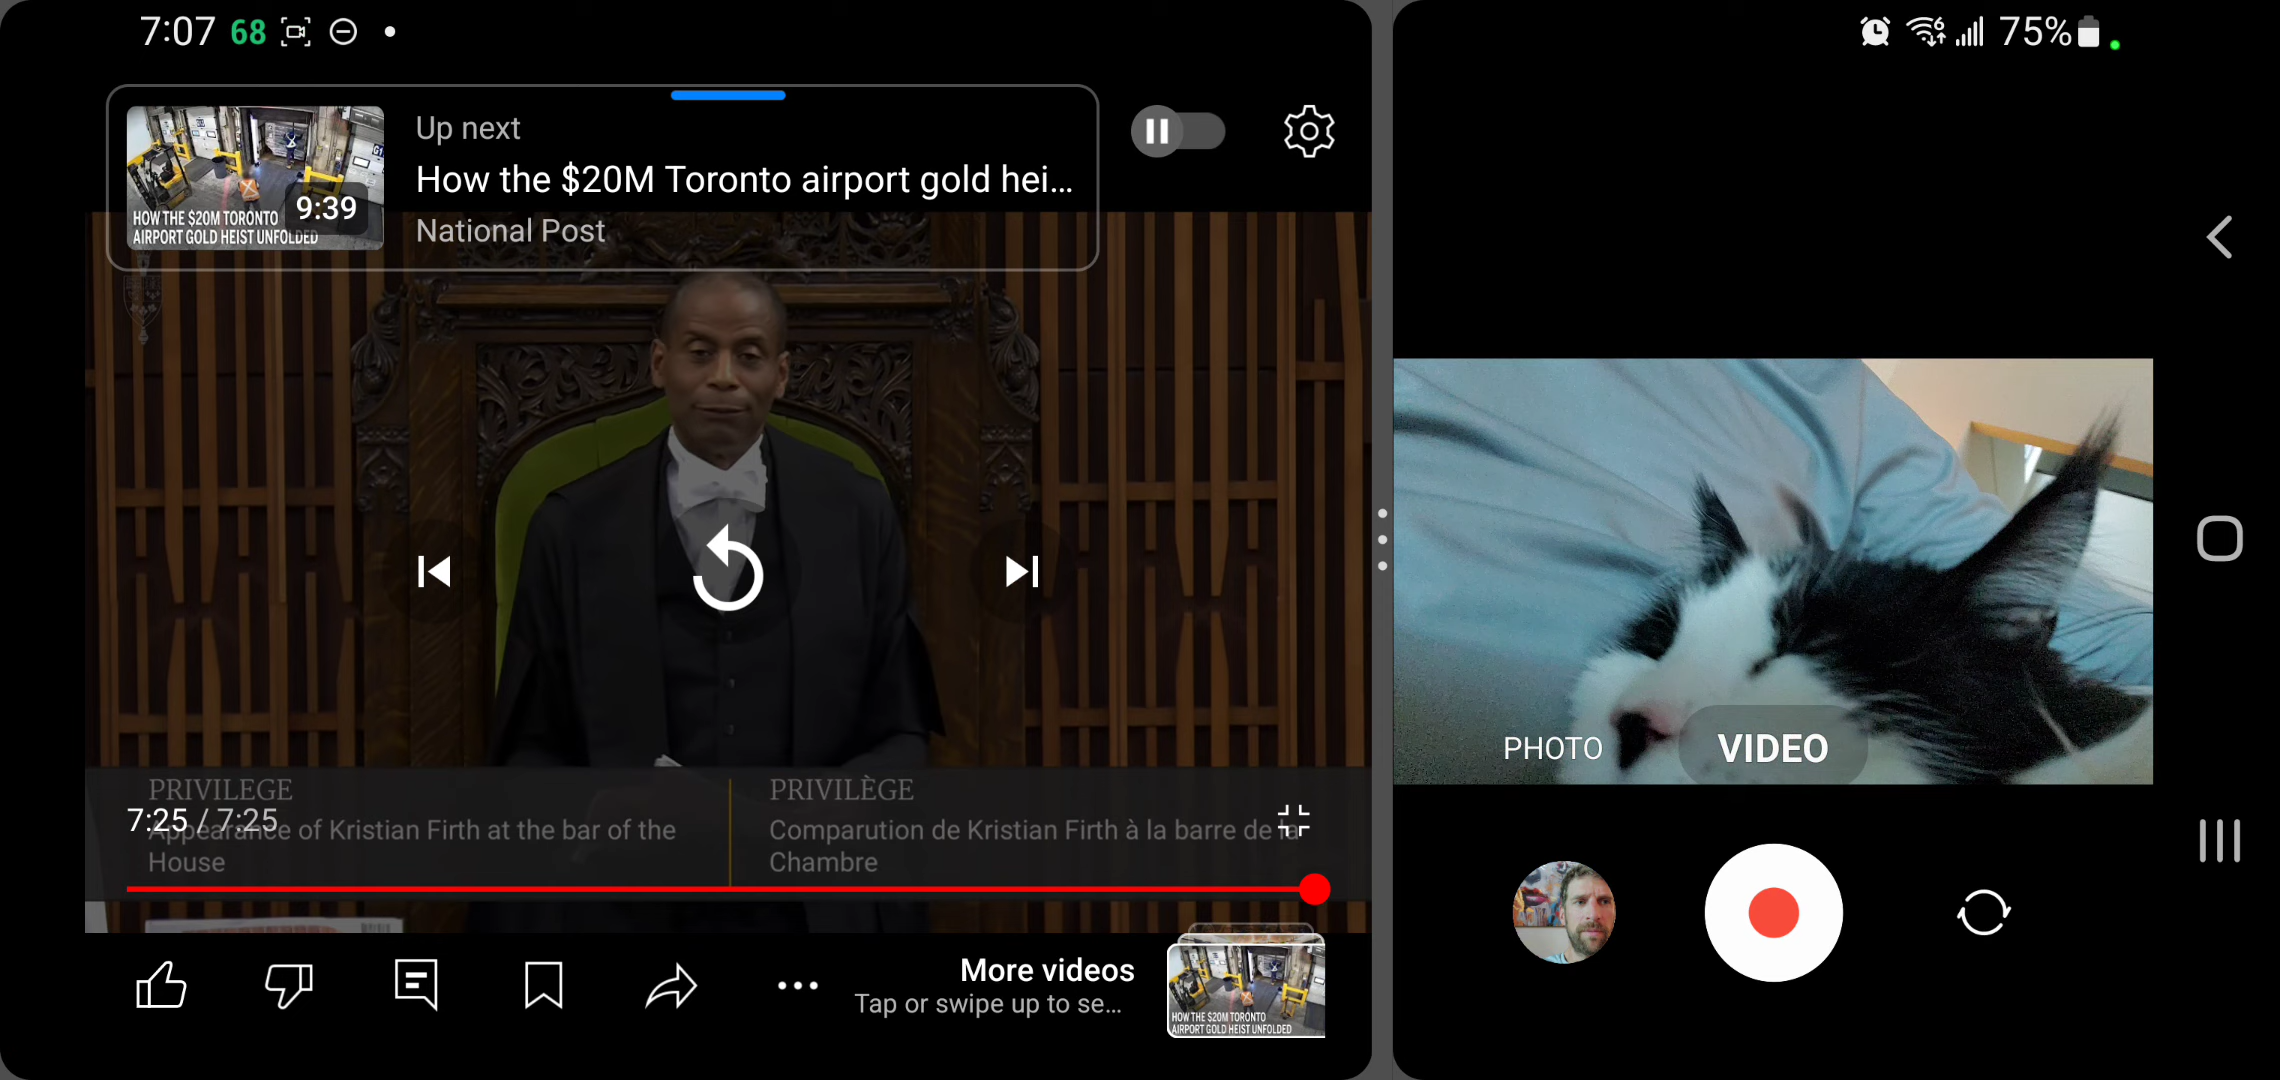 7:07 68
75%
Up next
How the $20M Toronto airport gold hei...
National Post
HOW THE $20M TORONTO
AIRPORT GOLD HEIST UNFOLDED
9:39
PRIVILEGE
Appearance of Kristian Firth at the bar of the
House
PRIVILÈGE
Comparution de Kristian Firth à la barre de la
Chambre
7:25 / 7:25
More videos
Tap or swipe up to se...
HOW THE $20M TORONTO
AIRPORT GOLD HEIST UNFOLDED
PHOTO
VIDEO